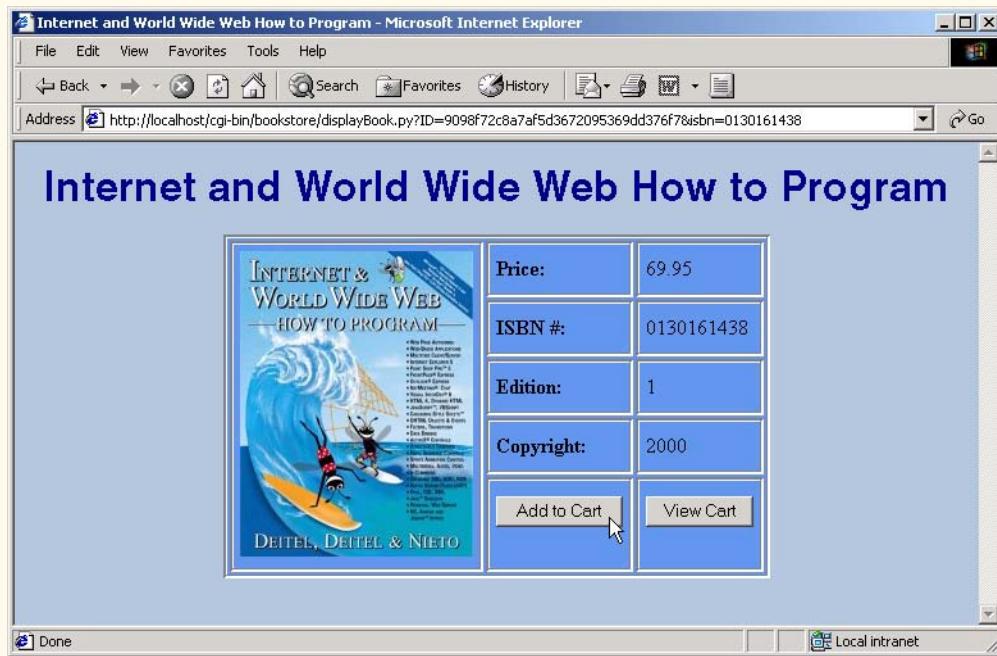 Internet and World Wide Web How to Program - Microsoft Internet Explorer
File Edit View Favorites Tools Help
Back Search Favorites History
Address http://localhost/cgi-bin/bookstore/displayBook.py?ID=9098f72c8a7af5d3672095369dd376f7&isbn=0130161438 Go
Internet and World Wide Web How to Program
INTERNET &
WORLD WIDE WEB
HOW TO PROGRAM
DEITEL, DEITEL & NIETO
Price: 69.95
ISBN #: 0130161438
Edition: 1
Copyright: 2000
Add to Cart View Cart
Done Local intranet